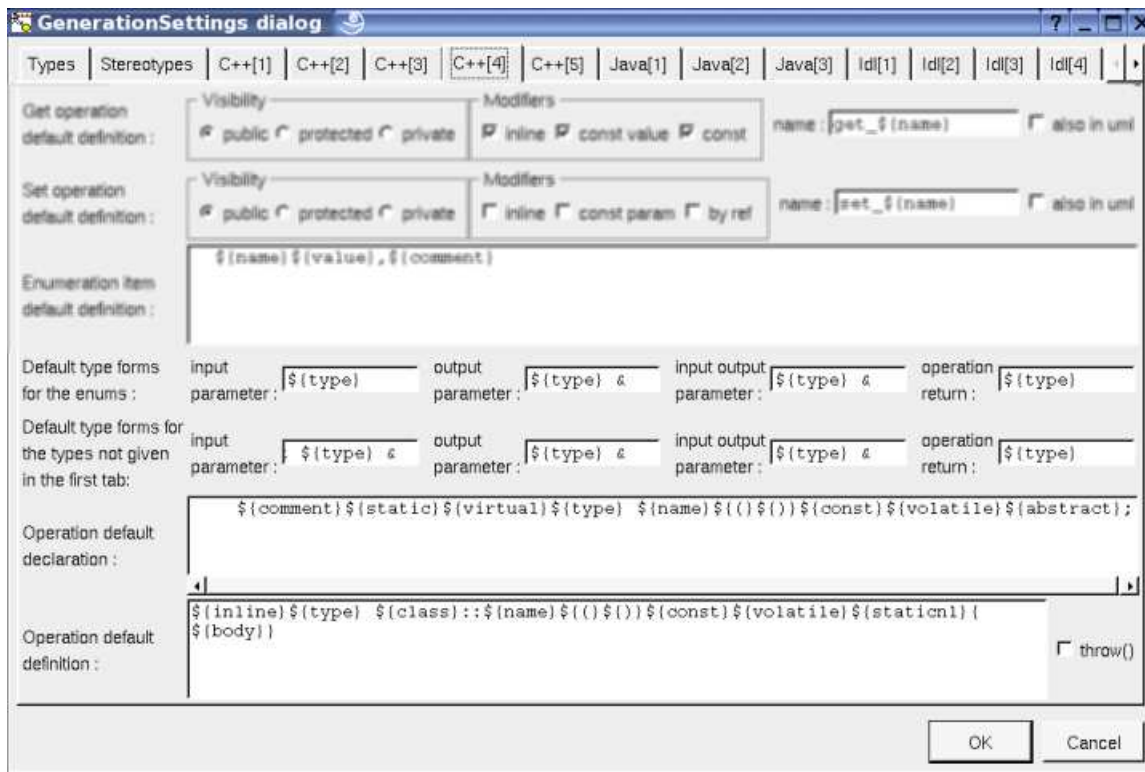 GenerationSettings dialog
Types Stereotypes C++[1] C++[2] C++[3] C++[4] C++[5] Java[1] Java[2] Java[3] Idl[1] Idl[2] Idl[3] Idl[4]
Get operation
default definition :
Visibility
public protected private
Modifiers
inline const value const
name : get_${name}
also in uml
Set operation
default definition :
Visibility
public protected private
Modifiers
inline const param by ref
name : set_${name}
also in uml
Enumeration item
default definition :
${name}${value},${comment}
Default type forms
for the enums :
input
parameter : ${type}
output
parameter : ${type} &
input output
parameter : ${type} &
operation
return : ${type}
Default type forms for
the types not given
in the first tab:
input
parameter : ${type} &
output
parameter : ${type} &
input output
parameter : ${type} &
operation
return : ${type}
Operation default
declaration :
${comment}${static}${virtual}${type} ${name}${(}${)}${const}${volatile}${abstract};
Operation default
definition :
${inline}${type} ${class}::${name}${(}${)}${const}${volatile}${staticnl}{
${body}}
throw()
OK Cancel